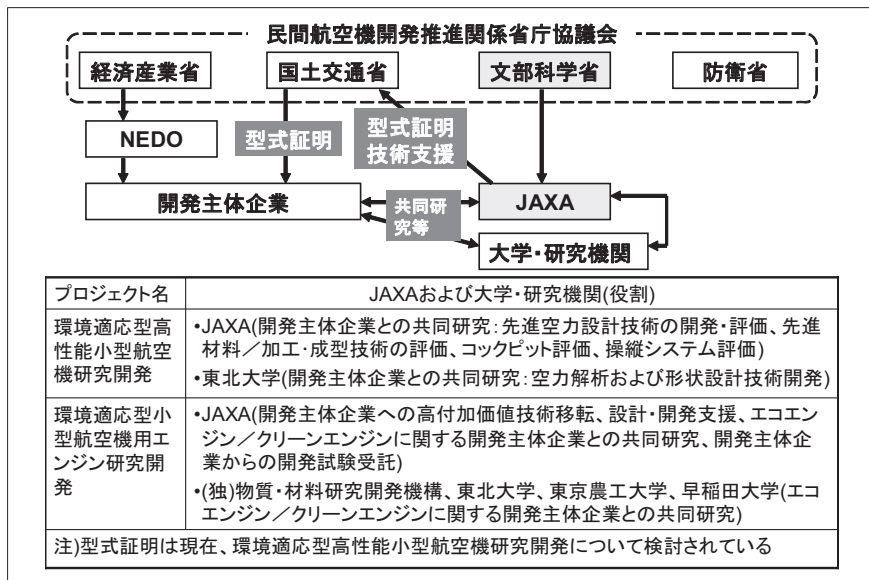 民間航空機開発推進関係省庁協議会
経済産業省
国土交通省
文部科学省
防衛省
NEDO
型式証明
型式証明
技術支援
開発主体企業
共同研
究等
JAXA
大学・研究機関
プロジェクト名
JAXAおよび大学・研究機関(役割)
環境適応型高
性能小型航空
機研究開発
•JAXA(開発主体企業との共同研究:先進空力設計技術の開発・評価、先進
材料/加工・成型技術の評価、コックピット評価、操縦システム評価)
•東北大学(開発主体企業との共同研究:空力解析および形状設計技術開発)
環境適応型小
型航空機用エ
ンジン研究開
発
•JAXA(開発主体企業への高付加価値技術移転、設計・開発支援、エコエン
ジン/クリーンエンジンに関する開発主体企業との共同研究、開発主体企
業からの開発試験受託)
•(独)物質・材料研究開発機構、東北大学、東京農工大学、早稲田大学(エコ
エンジン/クリーンエンジンに関する開発主体企業との共同研究)
注)型式証明は現在、環境適応型高性能小型航空機研究開発について検討されている